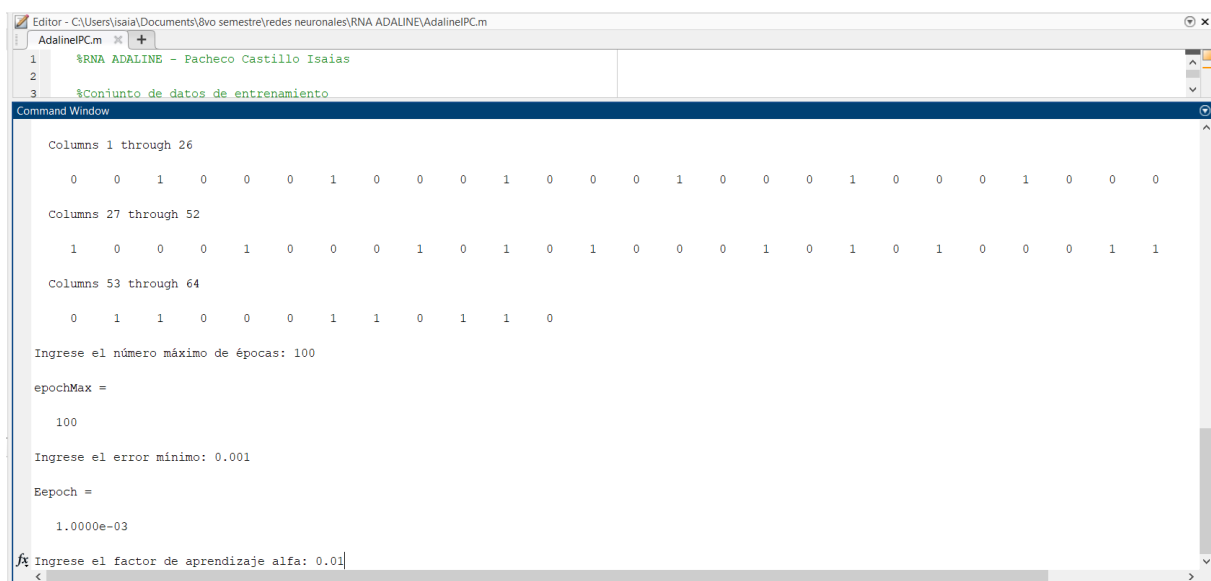 Editor - C:\Users\isaia\Documents\8vo semestre\redes neuronales\RNA ADALINE\AdalineIPC.m
AdalineIPC.m
1 %RNA ADALINE - Pacheco Castillo Isaias
2
3 %Conjunto de datos de entrenamiento
Command Window
Columns 1 through 26
0 0 1 0 0 0 1 0 0 0 1 0 0 0 1 0 0 0 1 0 0 0 1 0 0 0
Columns 27 through 52
1 0 0 0 1 0 0 0 1 0 1 0 1 0 0 0 1 0 1 0 1 0 0 0 1 1
Columns 53 through 64
0 1 1 0 0 0 1 1 0 1 1 0
Ingrese el número máximo de épocas: 100
epochMax =
100
Ingrese el error mínimo: 0.001
Eepoch =
1.0000e-03
fx Ingrese el factor de aprendizaje alfa: 0.01